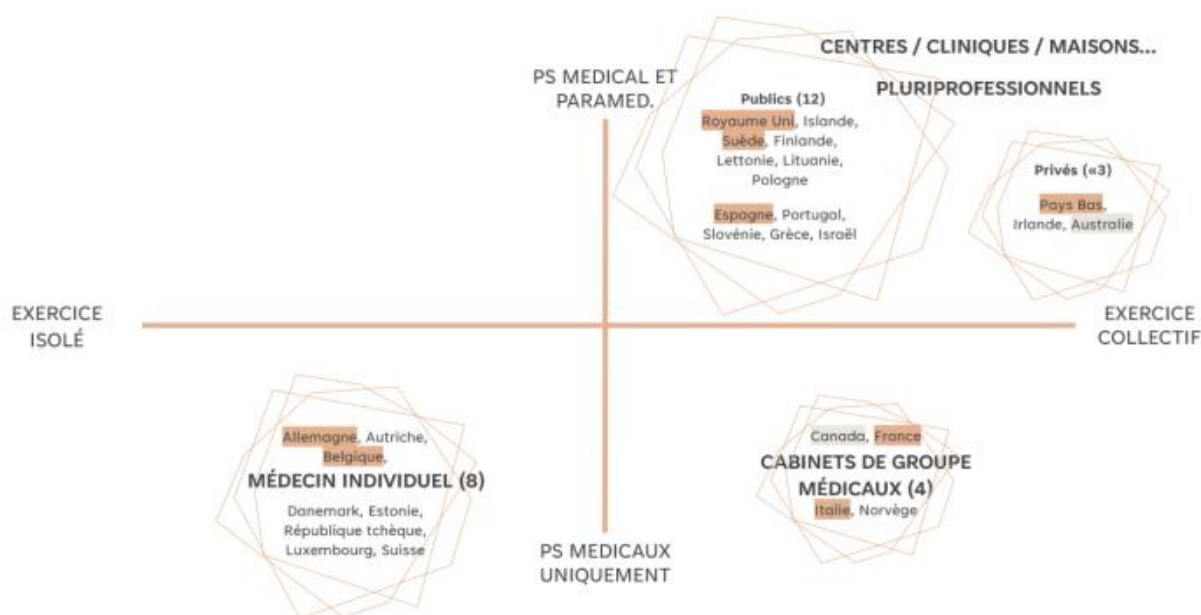 CENTRES / CLINIQUES / MAISONS...
PLURIPROFESSIONNELS
PS MEDICAL ET
PARAMED.
Publics (12)
Royaume Uni, Islande,
Suède, Finlande,
Lettonie, Lituanie,
Pologne
Espagne, Portugal,
Slovénie, Grèce, Israël
Privés («3)
Pays Bas,
Irlande, Australie
EXERCICE
ISOLÉ
EXERCICE
COLLECTIF
Allemagne, Autriche,
Belgique,
MÉDECIN INDIVIDUEL (8)
Danemark, Estonie,
République tchèque,
Luxembourg, Suisse
Canada, France
CABINETS DE GROUPE
MÉDICAUX (4)
Italie, Norvège
PS MEDICAUX
UNIQUEMENT